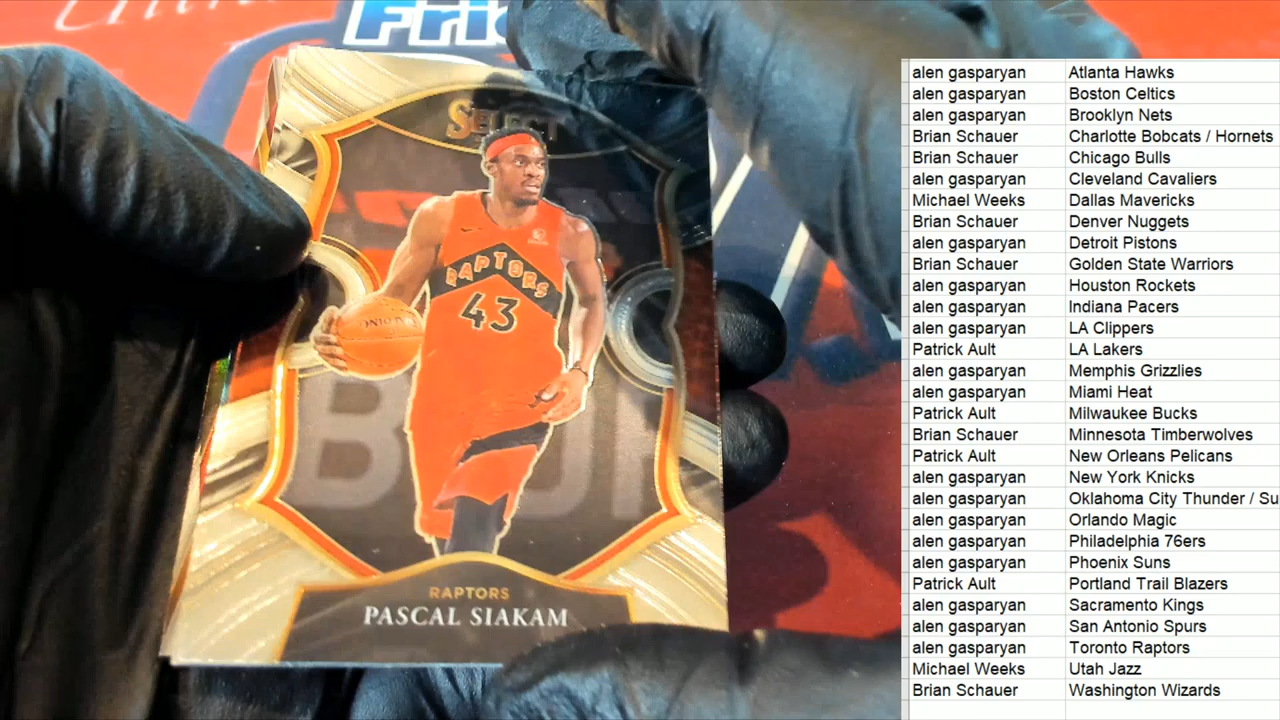 Frie
SELECT
RAPTORS
43
RAPTORS
PASCAL SIAKAM
alen gasparyan Atlanta Hawks
alen gasparyan Boston Celtics
alen gasparyan Brooklyn Nets
Brian Schauer Charlotte Bobcats / Hornets
Brian Schauer Chicago Bulls
alen gasparyan Cleveland Cavaliers
Michael Weeks Dallas Mavericks
Brian Schauer Denver Nuggets
alen gasparyan Detroit Pistons
Brian Schauer Golden State Warriors
alen gasparyan Houston Rockets
alen gasparyan Indiana Pacers
alen gasparyan LA Clippers
Patrick Ault LA Lakers
alen gasparyan Memphis Grizzlies
alen gasparyan Miami Heat
Patrick Ault Milwaukee Bucks
Brian Schauer Minnesota Timberwolves
Patrick Ault New Orleans Pelicans
alen gasparyan New York Knicks
alen gasparyan Oklahoma City Thunder / Su
alen gasparyan Orlando Magic
alen gasparyan Philadelphia 76ers
alen gasparyan Phoenix Suns
Patrick Ault Portland Trail Blazers
alen gasparyan Sacramento Kings
alen gasparyan San Antonio Spurs
alen gasparyan Toronto Raptors
Michael Weeks Utah Jazz
Brian Schauer Washington Wizards